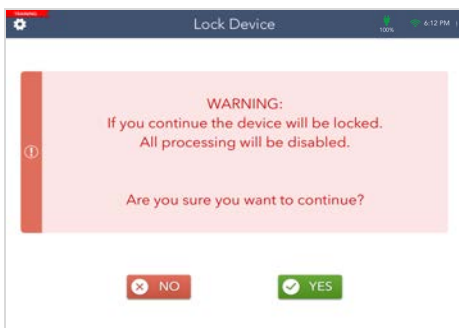 TRAINING
Lock Device
100%
6:12 PM
WARNING:
If you continue the device will be locked.
All processing will be disabled.
Are you sure you want to continue?
NO
YES